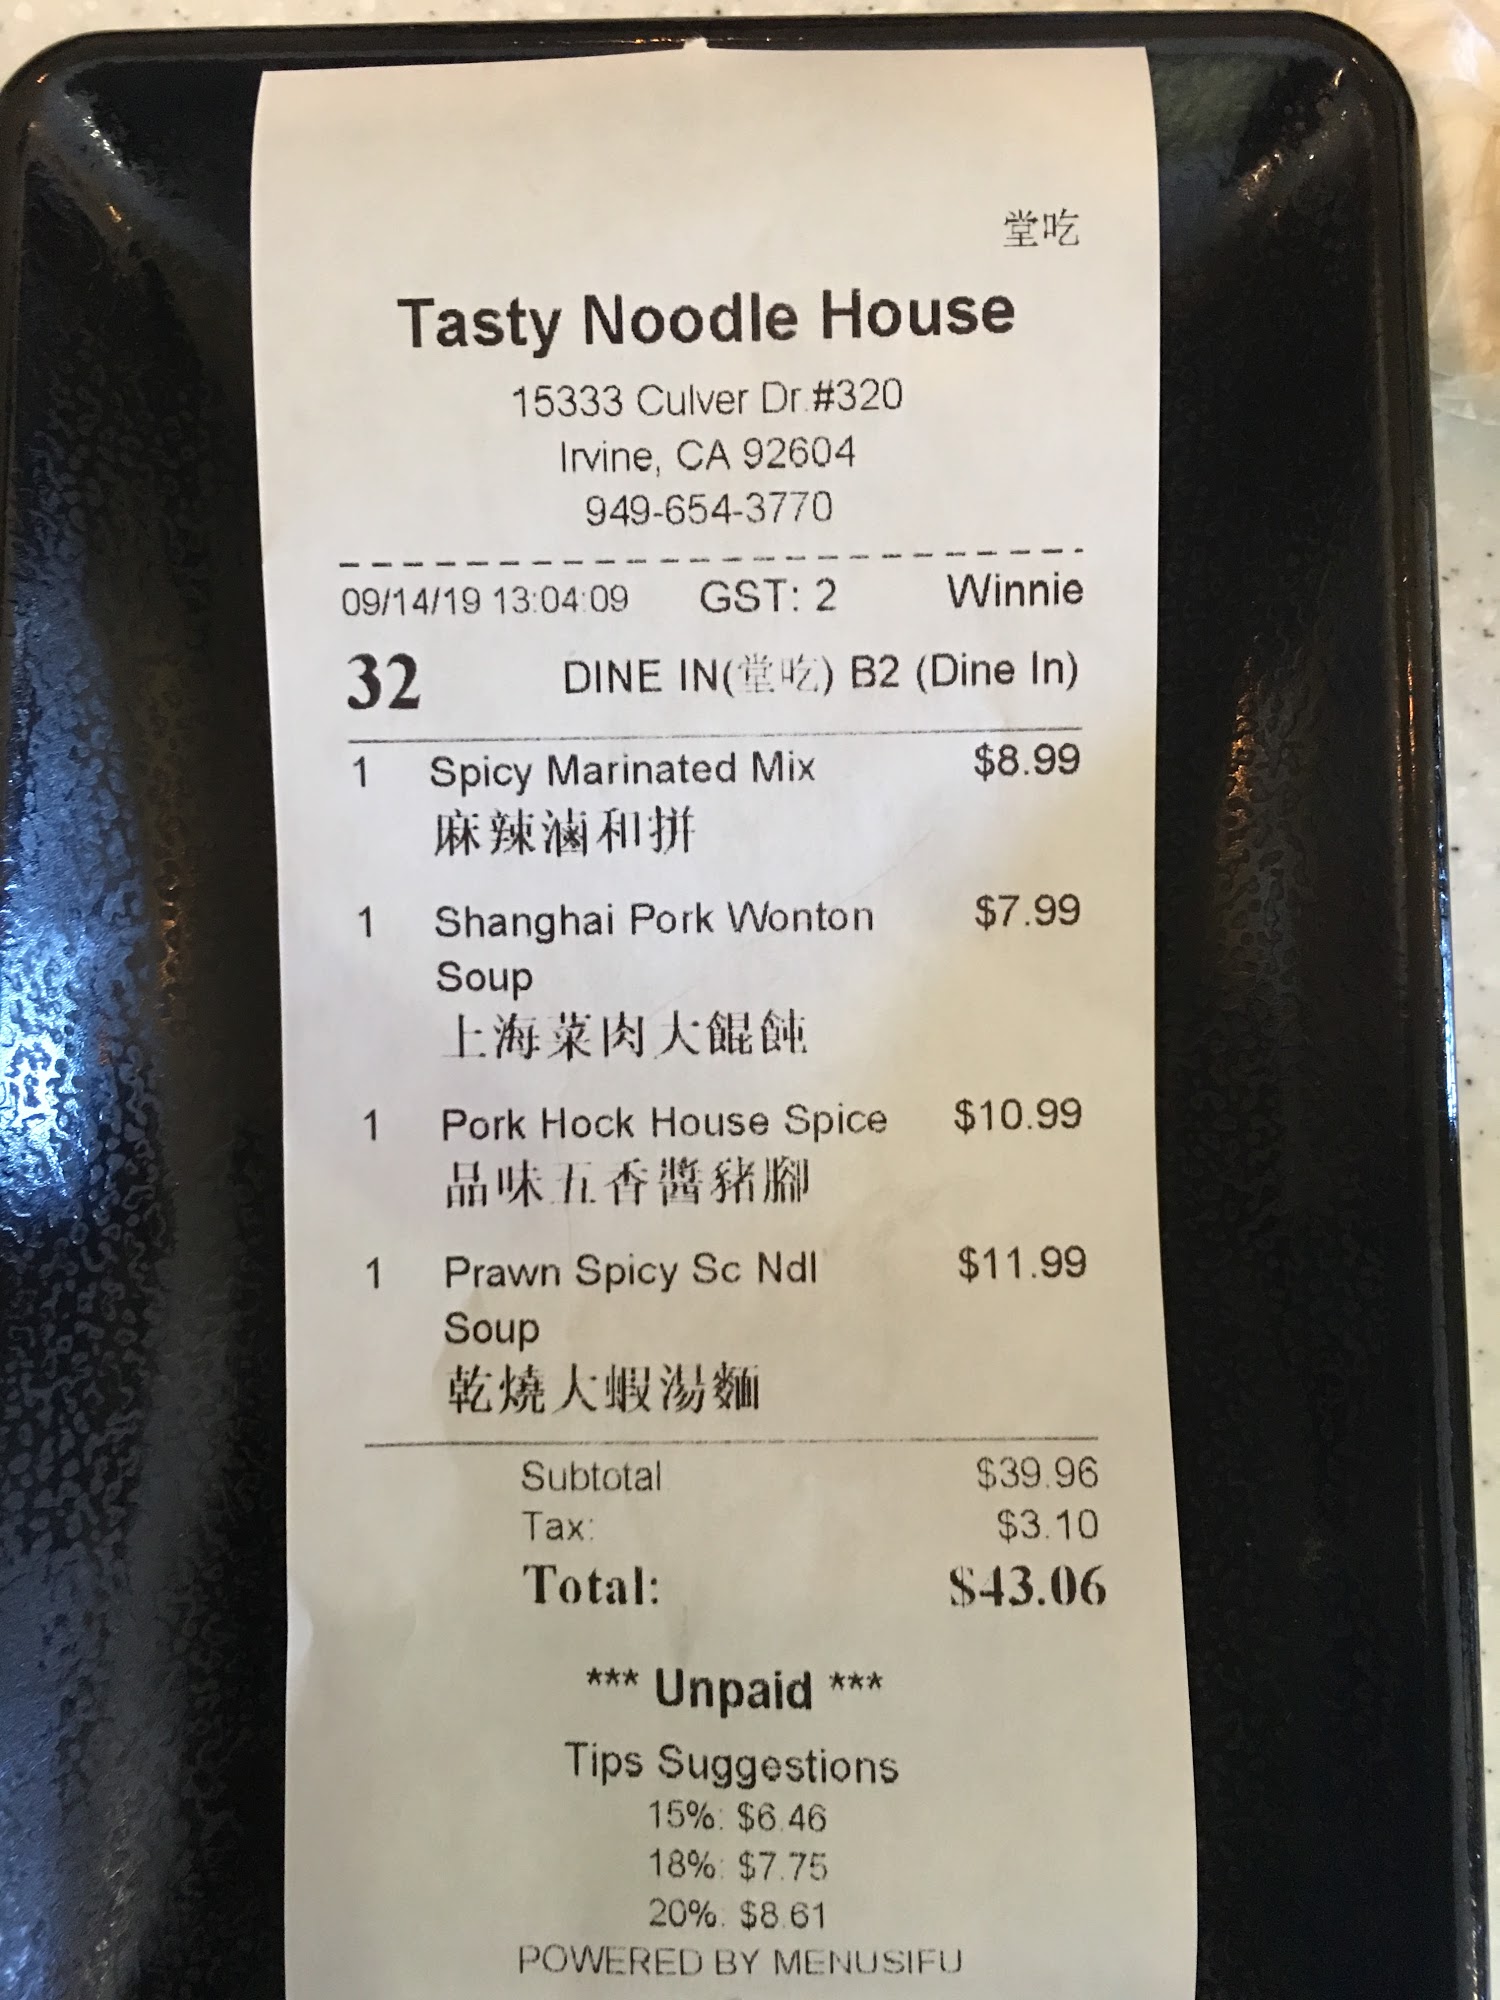 堂吃
Tasty Noodle House
15333 Culver Dr.#320
Irvine, CA 92604
949-654-3770
09/14/19 13:04:09 GST: 2 Winnie
32 DINE IN(堂吃) B2 (Dine In)
1 Spicy Marinated Mix $8.99
麻辣滷和拼
1 Shanghai Pork Wonton $7.99
Soup
上海菜肉大餛飩
1 Pork Hock House Spice $10.99
品味五香醬豬腳
1 Prawn Spicy Sc Ndl $11.99
Soup
乾燒大蝦湯麵
Subtotal $39.96
Tax: $3.10
Total: $43.06
*** Unpaid ***
Tips Suggestions
15%: $6.46
18%: $7.75
20%: $8.61
POWERED BY MENUSIFU